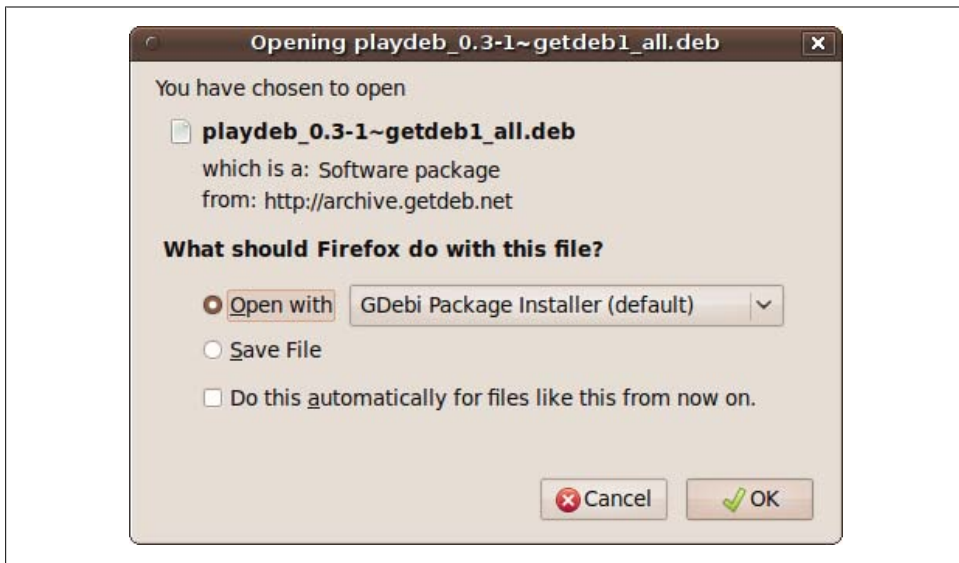 Opening playdeb_0.3-1~getdeb1_all.deb
You have chosen to open
playdeb_0.3-1~getdeb1_all.deb
which is a: Software package
from: http://archive.getdeb.net
What should Firefox do with this file?
Open with GDebi Package Installer (default)
Save File
Do this automatically for files like this from now on.
Cancel OK